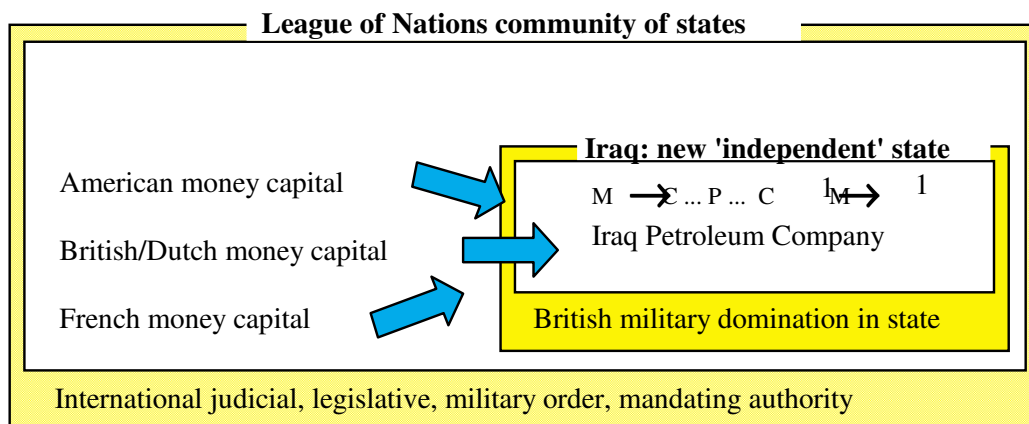 League of Nations community of states
Iraq: new 'independent' state
American money capital
M → C ... P ... C 1 M → 1
British/Dutch money capital
Iraq Petroleum Company
French money capital
British military domination in state
International judicial, legislative, military order, mandating authority